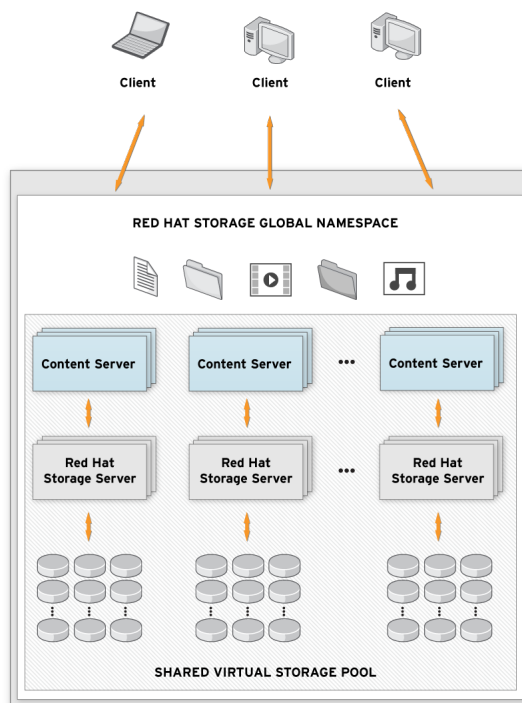 Client
Client
Client
RED HAT STORAGE GLOBAL NAMESPACE
Content Server
Content Server
•••
Content Server
Red Hat
Storage Server
Red Hat
Storage Server
•••
Red Hat
Storage Server
SHARED VIRTUAL STORAGE POOL